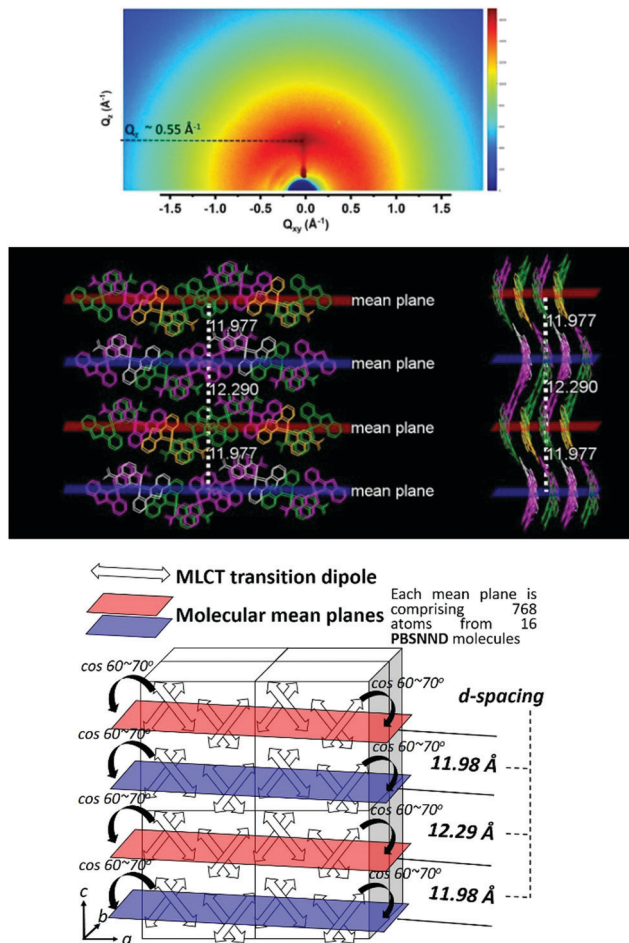 Qz (Å⁻¹)
Qz ~ 0.55 Å⁻¹
-1.5 -1.0 -0.5 0.0 0.5 1.0 1.5
Qxy (Å⁻¹)
mean plane
11.977
11.977
mean plane
12.290
12.290
mean plane
11.977
11.977
mean plane
MLCT transition dipole
Molecular mean planes
Each mean plane is
comprising 768
atoms from 16
PBSNND molecules
cos 60~70°
cos 60~70°
d-spacing
cos 60~70°
cos 60~70°
11.98 Å
cos 60~70°
cos 60~70°
12.29 Å
cos 60~70°
cos 60~70°
11.98 Å
c
b
a